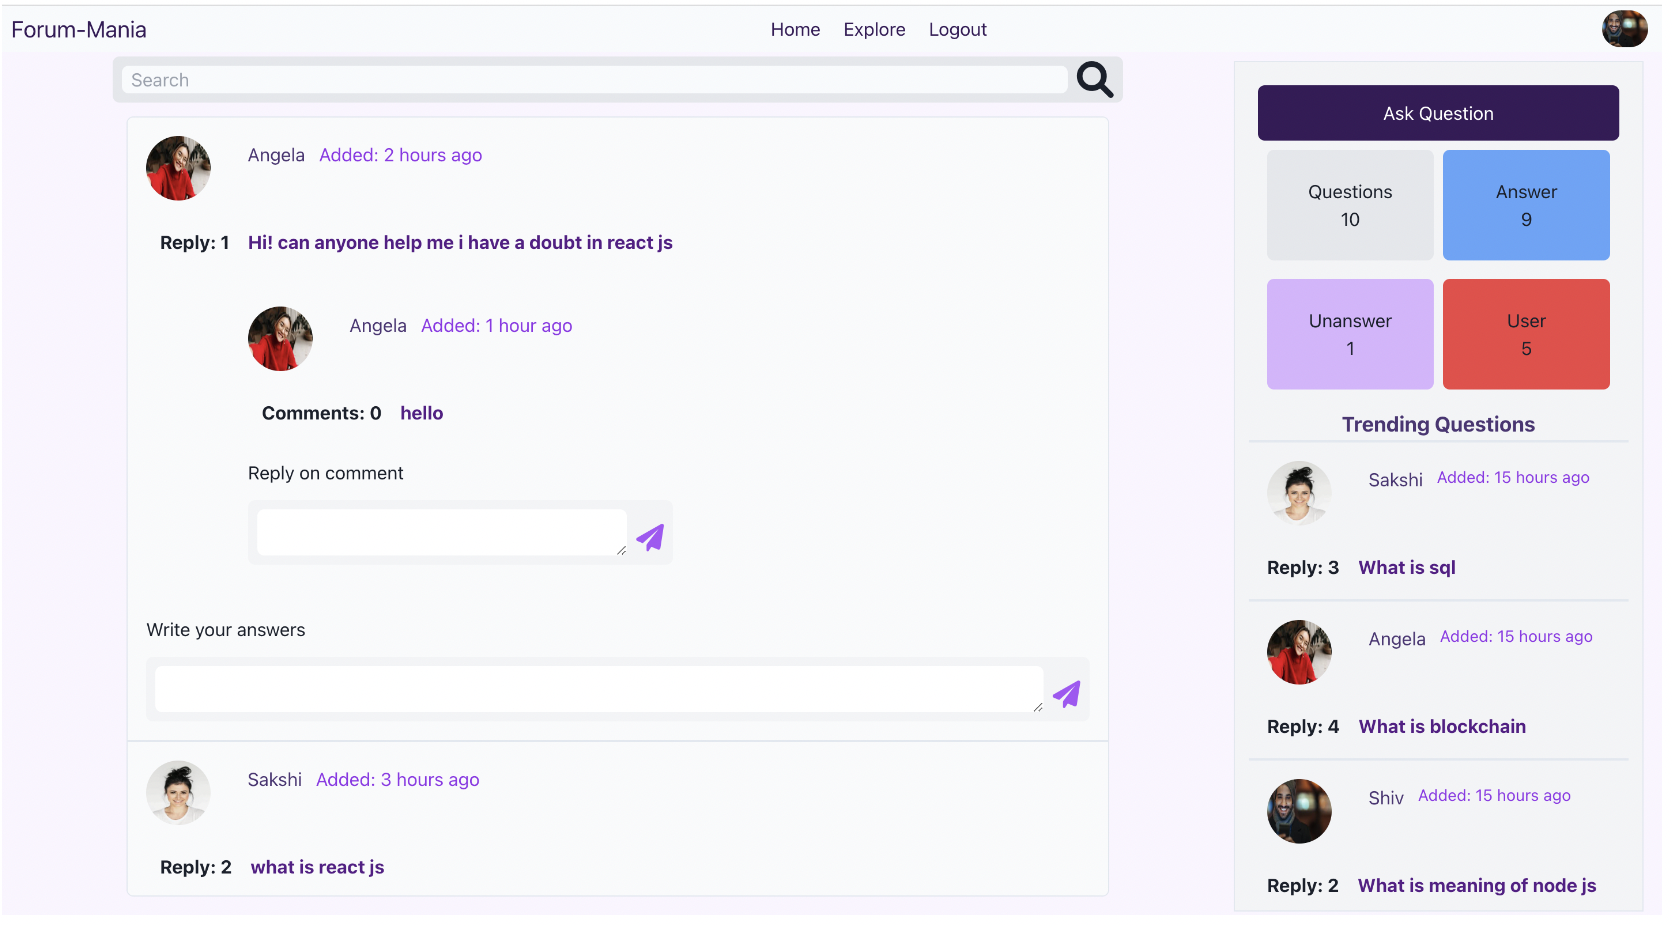 Forum-Mania
Home Explore Logout
Search
Angela Added: 2 hours ago
Reply: 1 Hi! can anyone help me i have a doubt in react js
Angela Added: 1 hour ago
Comments: 0 hello
Reply on comment
Write your answers
Sakshi Added: 3 hours ago
Reply: 2 what is react js
Ask Question
Questions
10
Answer
9
Unanswer
1
User
5
Trending Questions
Sakshi Added: 15 hours ago
Reply: 3 What is sql
Angela Added: 15 hours ago
Reply: 4 What is blockchain
Shiv Added: 15 hours ago
Reply: 2 What is meaning of node js